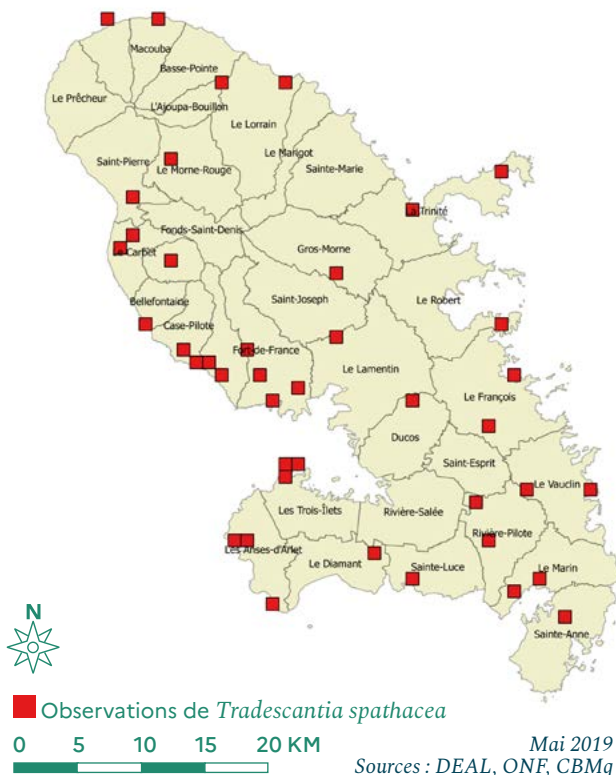 Macouba
Basse-Pointe
Le Prêcheur
L'Ajoupa-Bouillon
Le Lorrain
Le Marigot
Saint-Pierre
Le Morne-Rouge
Sainte-Marie
La Trinité
Fonds-Saint-Denis
Le Carbet
Gros-Morne
Bellefontaine
Saint-Joseph
Le Robert
Case-Pilote
Fort-de-France
Le Lamentin
Le François
Ducos
Saint-Esprit
Le Vauclin
Les Trois-Îlets
Rivière-Salée
Rivière-Pilote
Les Anses-d'Arlet
Le Diamant
Sainte-Luce
Le Marin
Sainte-Anne
N
Observations de Tradescantia spathacea
0 5 10 15 20 KM
Mai 2019
Sources : DEAL, ONF, CBMq